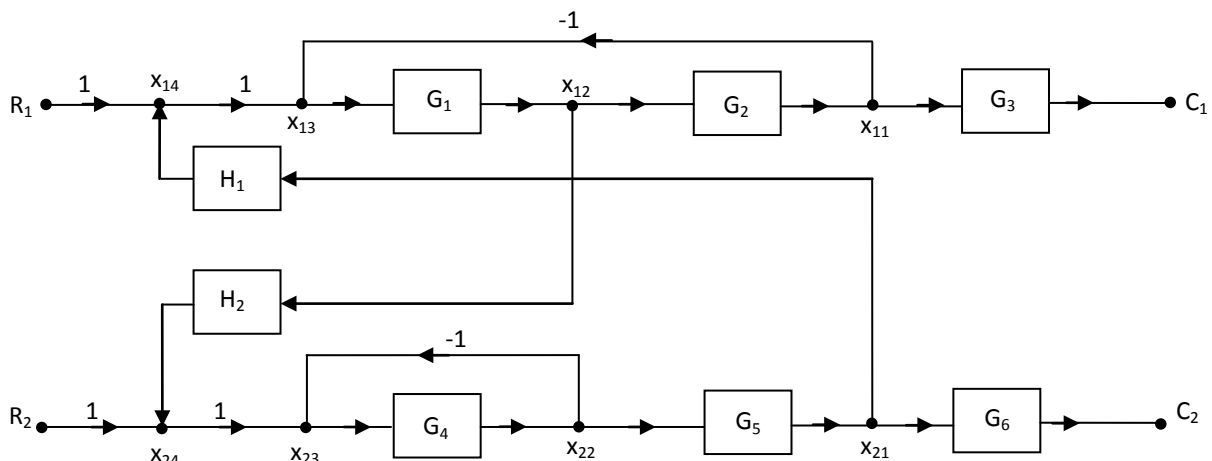 -1
1 x₁₄ 1 G₁ x₁₂ G₂ G₃ C₁
R₁ x₁₃ x₁₁
H₁
H₂
-1
R₂ 1 1 G₄ G₅ G₆ C₂
x₂₄ x₂₃ x₂₂ x₂₁